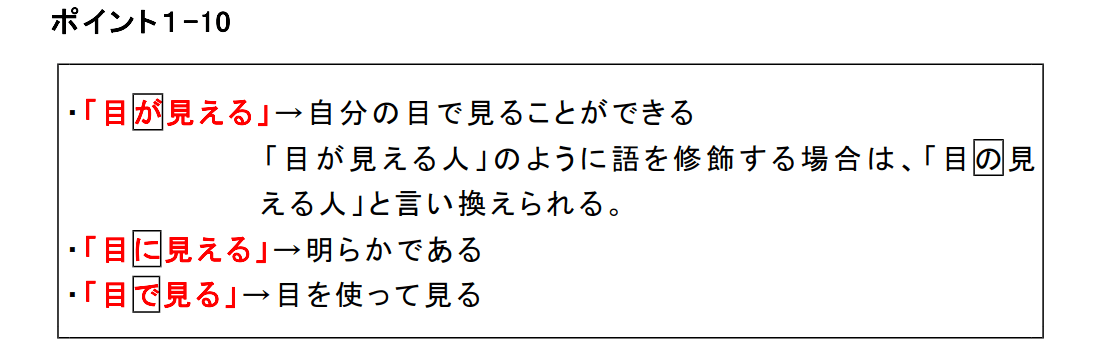 ポイント１-10
・「目が見える」→自分の目で見ることができる
「目が見える人」のように語を修飾する場合は、「目の見
える人」と言い換えられる。
・「目に見える」→明らかである
・「目で見る」→目を使って見る